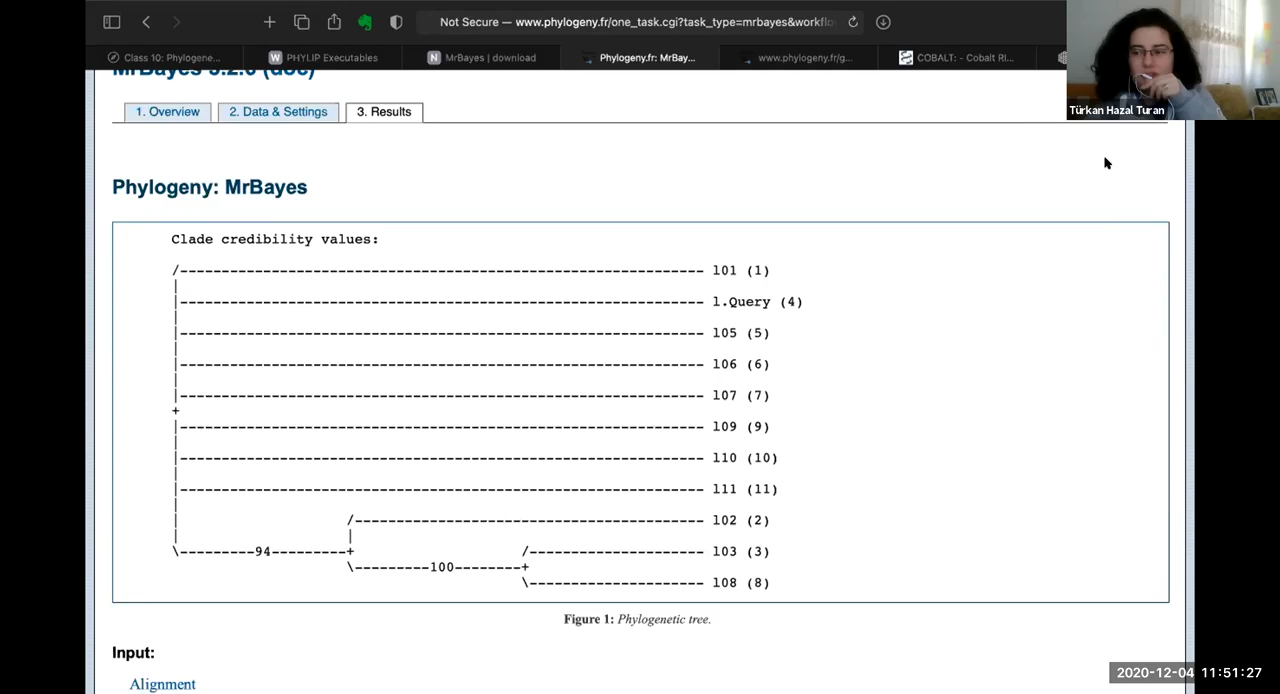 Not Secure — www.phylogeny.fr/one_task.cgi?task_type=mrbayes&workflo
Class 10: Phylogene...
PHYLIP Executables
MrBayes | download
Phylogeny.fr: MrBay...
www.phylogeny.fr/g...
COBALT: - Cobalt RI...
Türkan Hazal Turan
1. Overview
2. Data & Settings
3. Results
Phylogeny: MrBayes
Clade credibility values:
/--------------------------------------------------------------- 101 (1)
|
|--------------------------------------------------------------- 1.Query (4)
|
|--------------------------------------------------------------- 105 (5)
|
|--------------------------------------------------------------- 106 (6)
|
|--------------------------------------------------------------- 107 (7)
+
|--------------------------------------------------------------- 109 (9)
|
|--------------------------------------------------------------- 110 (10)
|
|--------------------------------------------------------------- 111 (11)
|
| /------------------------------------------ 102 (2)
| |
\---------94---------+ /--------------------- 103 (3)
\---------100--------+
\--------------------- 108 (8)
Figure 1: Phylogenetic tree.
Input:
Alignment
2020-12-04 11:51:27